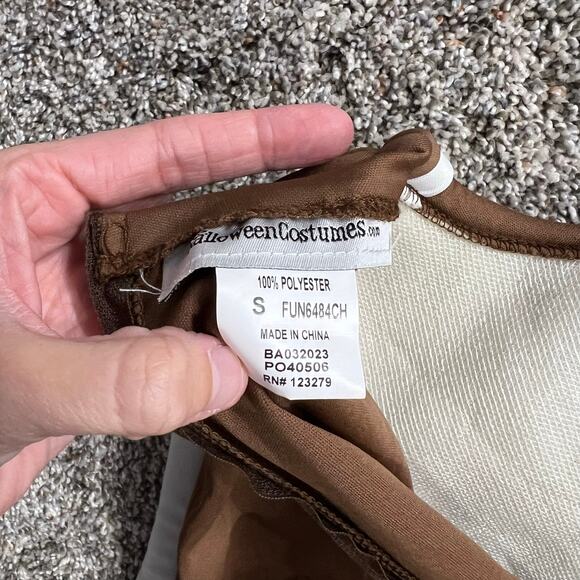 alloweenCostumes.com
100% POLYESTER
S FUN6484CH
MADE IN CHINA
BA032023
PO40506
RN# 123279